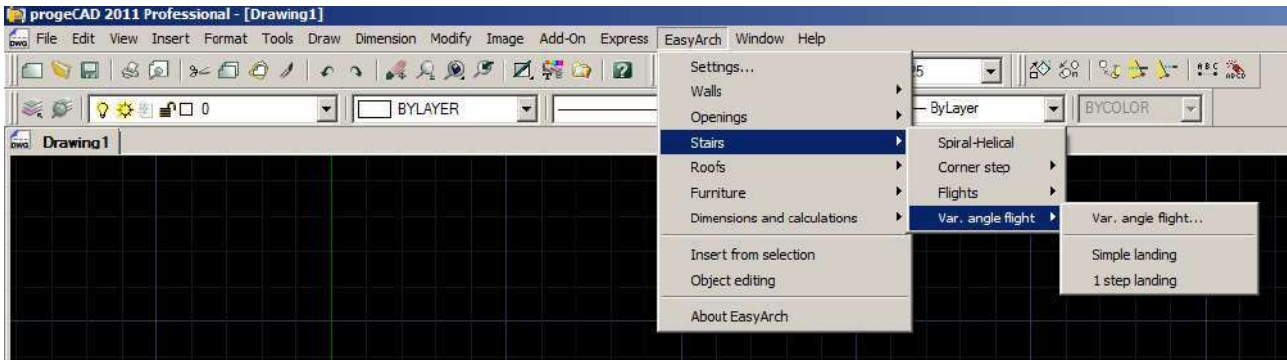 progeCAD 2011 Professional - [Drawing1]
File Edit View Insert Format Tools Draw Dimension Modify Image Add-On Express EasyArch Window Help
0 BYLAYER ByLayer BYCOLOR
Drawing1
Settings...
Walls
Openings
Stairs
Roofs
Furniture
Dimensions and calculations
Insert from selection
Object editing
About EasyArch
Spiral-Helical
Corner step
Flights
Var. angle flight
Var. angle flight...
Simple landing
1 step landing